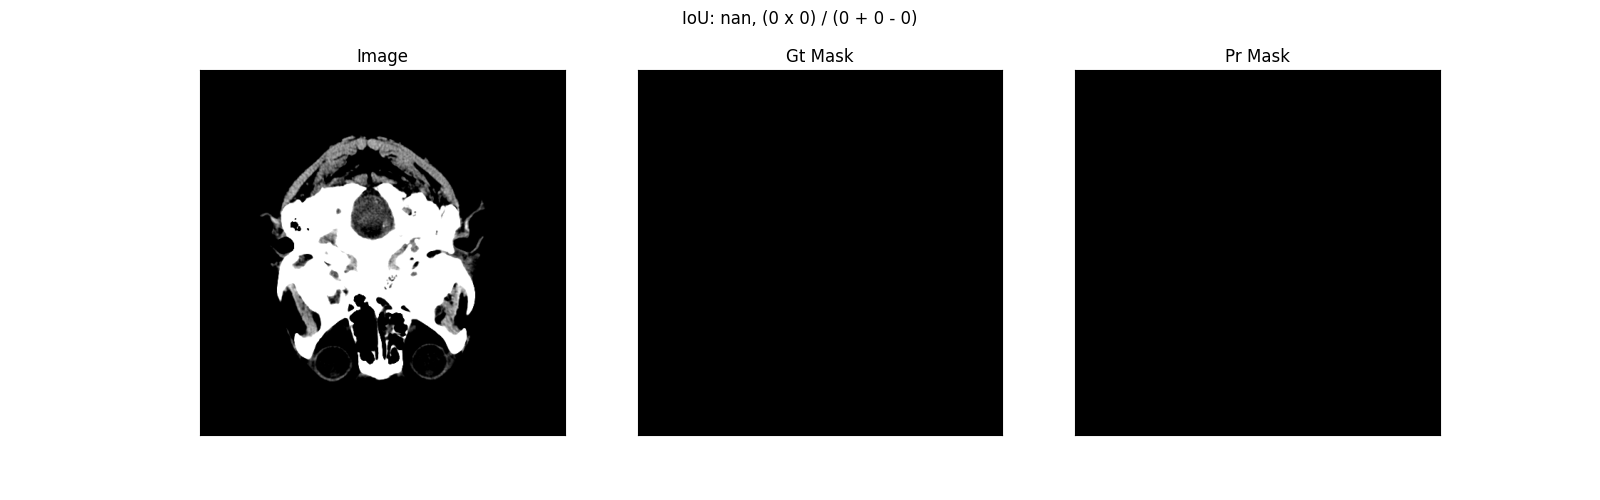 IoU: nan, (0 x 0) / (0 + 0 - 0)
Image
Gt Mask
Pr Mask